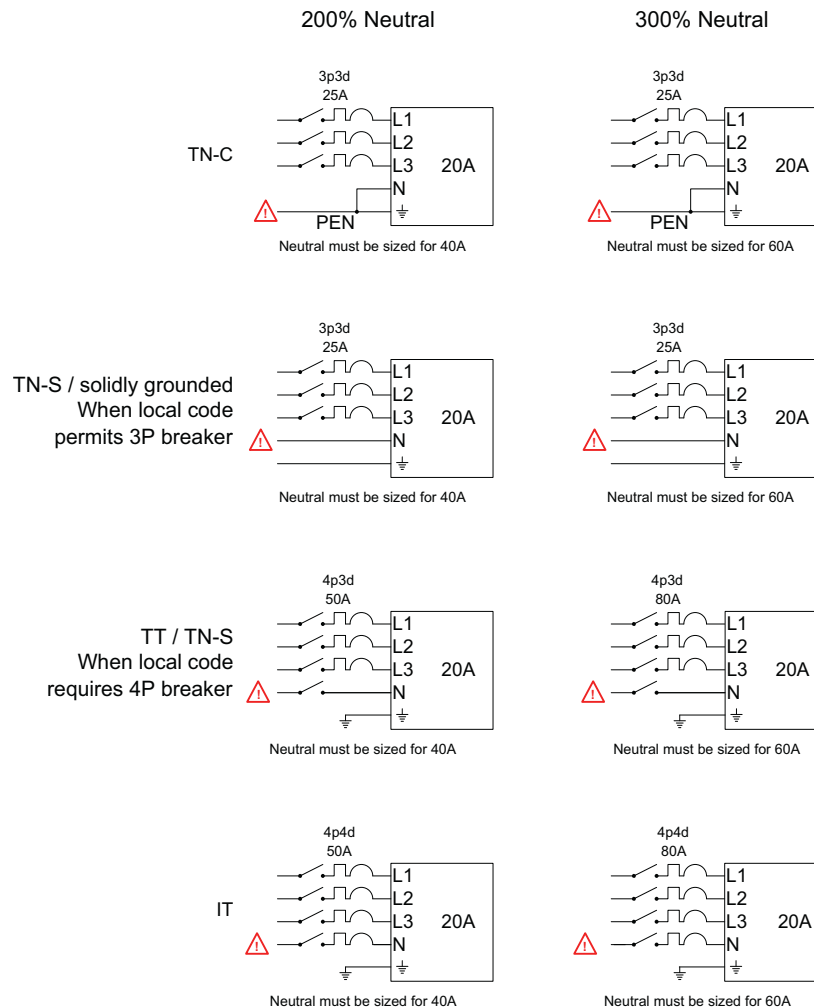 200% Neutral
300% Neutral
TN-C
3p3d
25A
L1
L2
L3
20A
N
PEN
Neutral must be sized for 40A
3p3d
25A
L1
L2
L3
20A
N
PEN
Neutral must be sized for 60A
TN-S / solidly grounded
When local code
permits 3P breaker
3p3d
25A
L1
L2
L3
20A
N
Neutral must be sized for 40A
3p3d
25A
L1
L2
L3
20A
N
Neutral must be sized for 60A
TT / TN-S
When local code
requires 4P breaker
4p3d
50A
L1
L2
L3
20A
N
Neutral must be sized for 40A
4p3d
80A
L1
L2
L3
20A
N
Neutral must be sized for 60A
IT
4p4d
50A
L1
L2
L3
20A
N
Neutral must be sized for 40A
4p4d
80A
L1
L2
L3
20A
N
Neutral must be sized for 60A